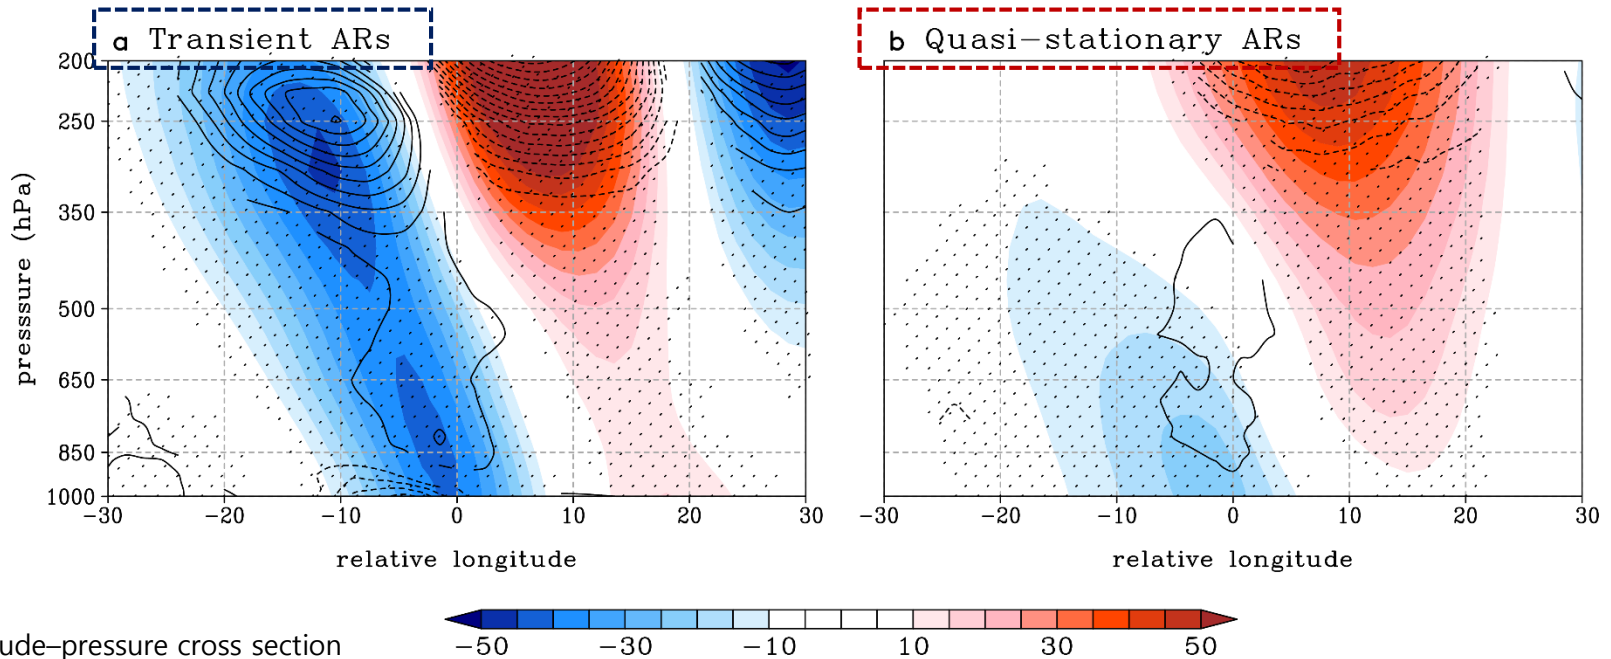 a Transient ARs
b Quasi-stationary ARs
200
250
350
500
650
850
1000
presssure (hPa)
-30 -20 -10 0 10 20 30
-30 -20 -10 0 10 20 30
relative longitude
relative longitude
-50 -30 -10 10 30 50
ude–pressure cross section